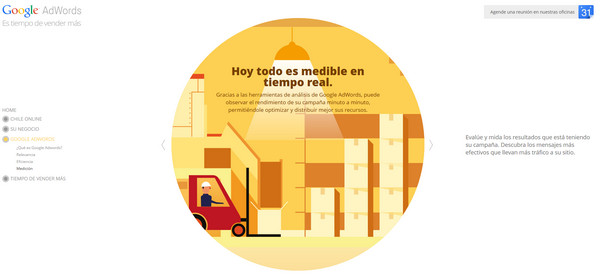 Google AdWords
Es tiempo de vender más
Agende una reunión en nuestras oficinas
31
Hoy todo es medible en
tiempo real.
Gracias a las herramientas de análisis de Google AdWords, puede
observar el rendimiento de su campaña minuto a minuto,
permitiéndole optimizar y distribuir mejor sus recursos.
HOME
CHILE ONLINE
SU NEGOCIO
GOOGLE ADWORDS
¿Qué es Google Adwords?
Relevancia
Eficiencia
Medición
TIEMPO DE VENDER MÁS
Evalúe y mida los resultados que está teniendo
su campaña. Descubra los mensajes más
efectivos que llevan más tráfico a su sitio.